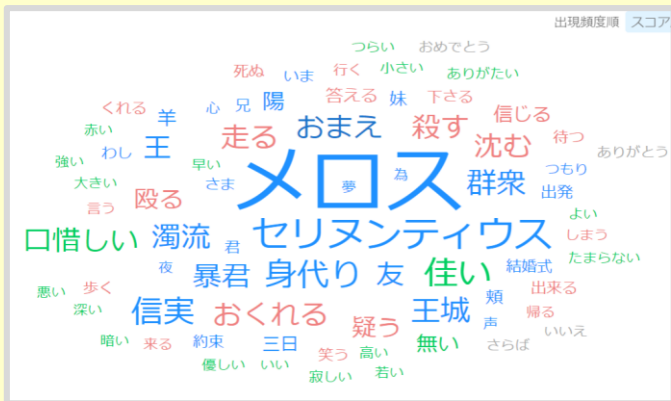 出現頻度順 スコア
つらい おめでとう
死ぬ いま 行く 小さい ありがたい
くれる 羊 心 兄 陽 答える 妹 下さる 信じる
赤い 走る おまえ 殺す 沈む 待つ
強い わし 王 早い メロス ありがとう
大きい さま 夢 為 群衆 つもり
言う 殴る 出発
口惜しい 濁流 君 セリヌンティウス よい
しまう
夜 暴君 身代り 友 佳い 結婚式 たまらない
悪い 歩く 頬 出来る
深い 信実 おくれる 王城 帰る
声 いいえ
暗い 来る 約束 三日 疑う 無い さらば
笑う 高い
優しい いい 寂しい 若い